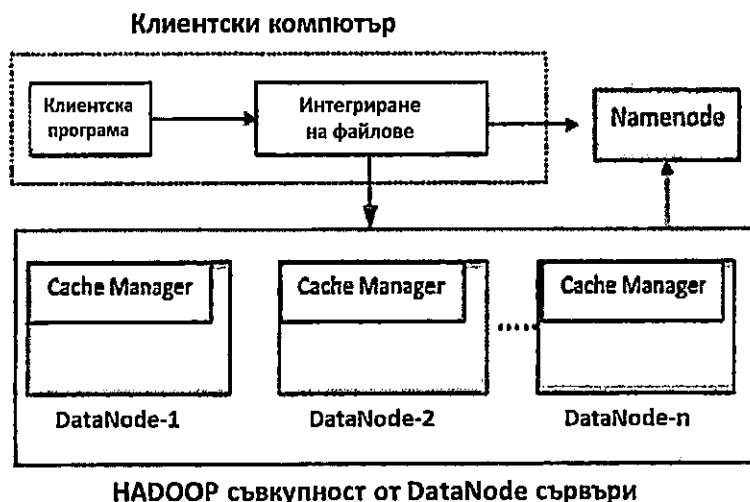 Клиентски компютър
Клиентска
програма
Интегриране
на файлове
Namenode
Cache Manager
Cache Manager
Cache Manager
DataNode-1
DataNode-2
DataNode-n
HADOOP съвкупност от DataNode сървъри